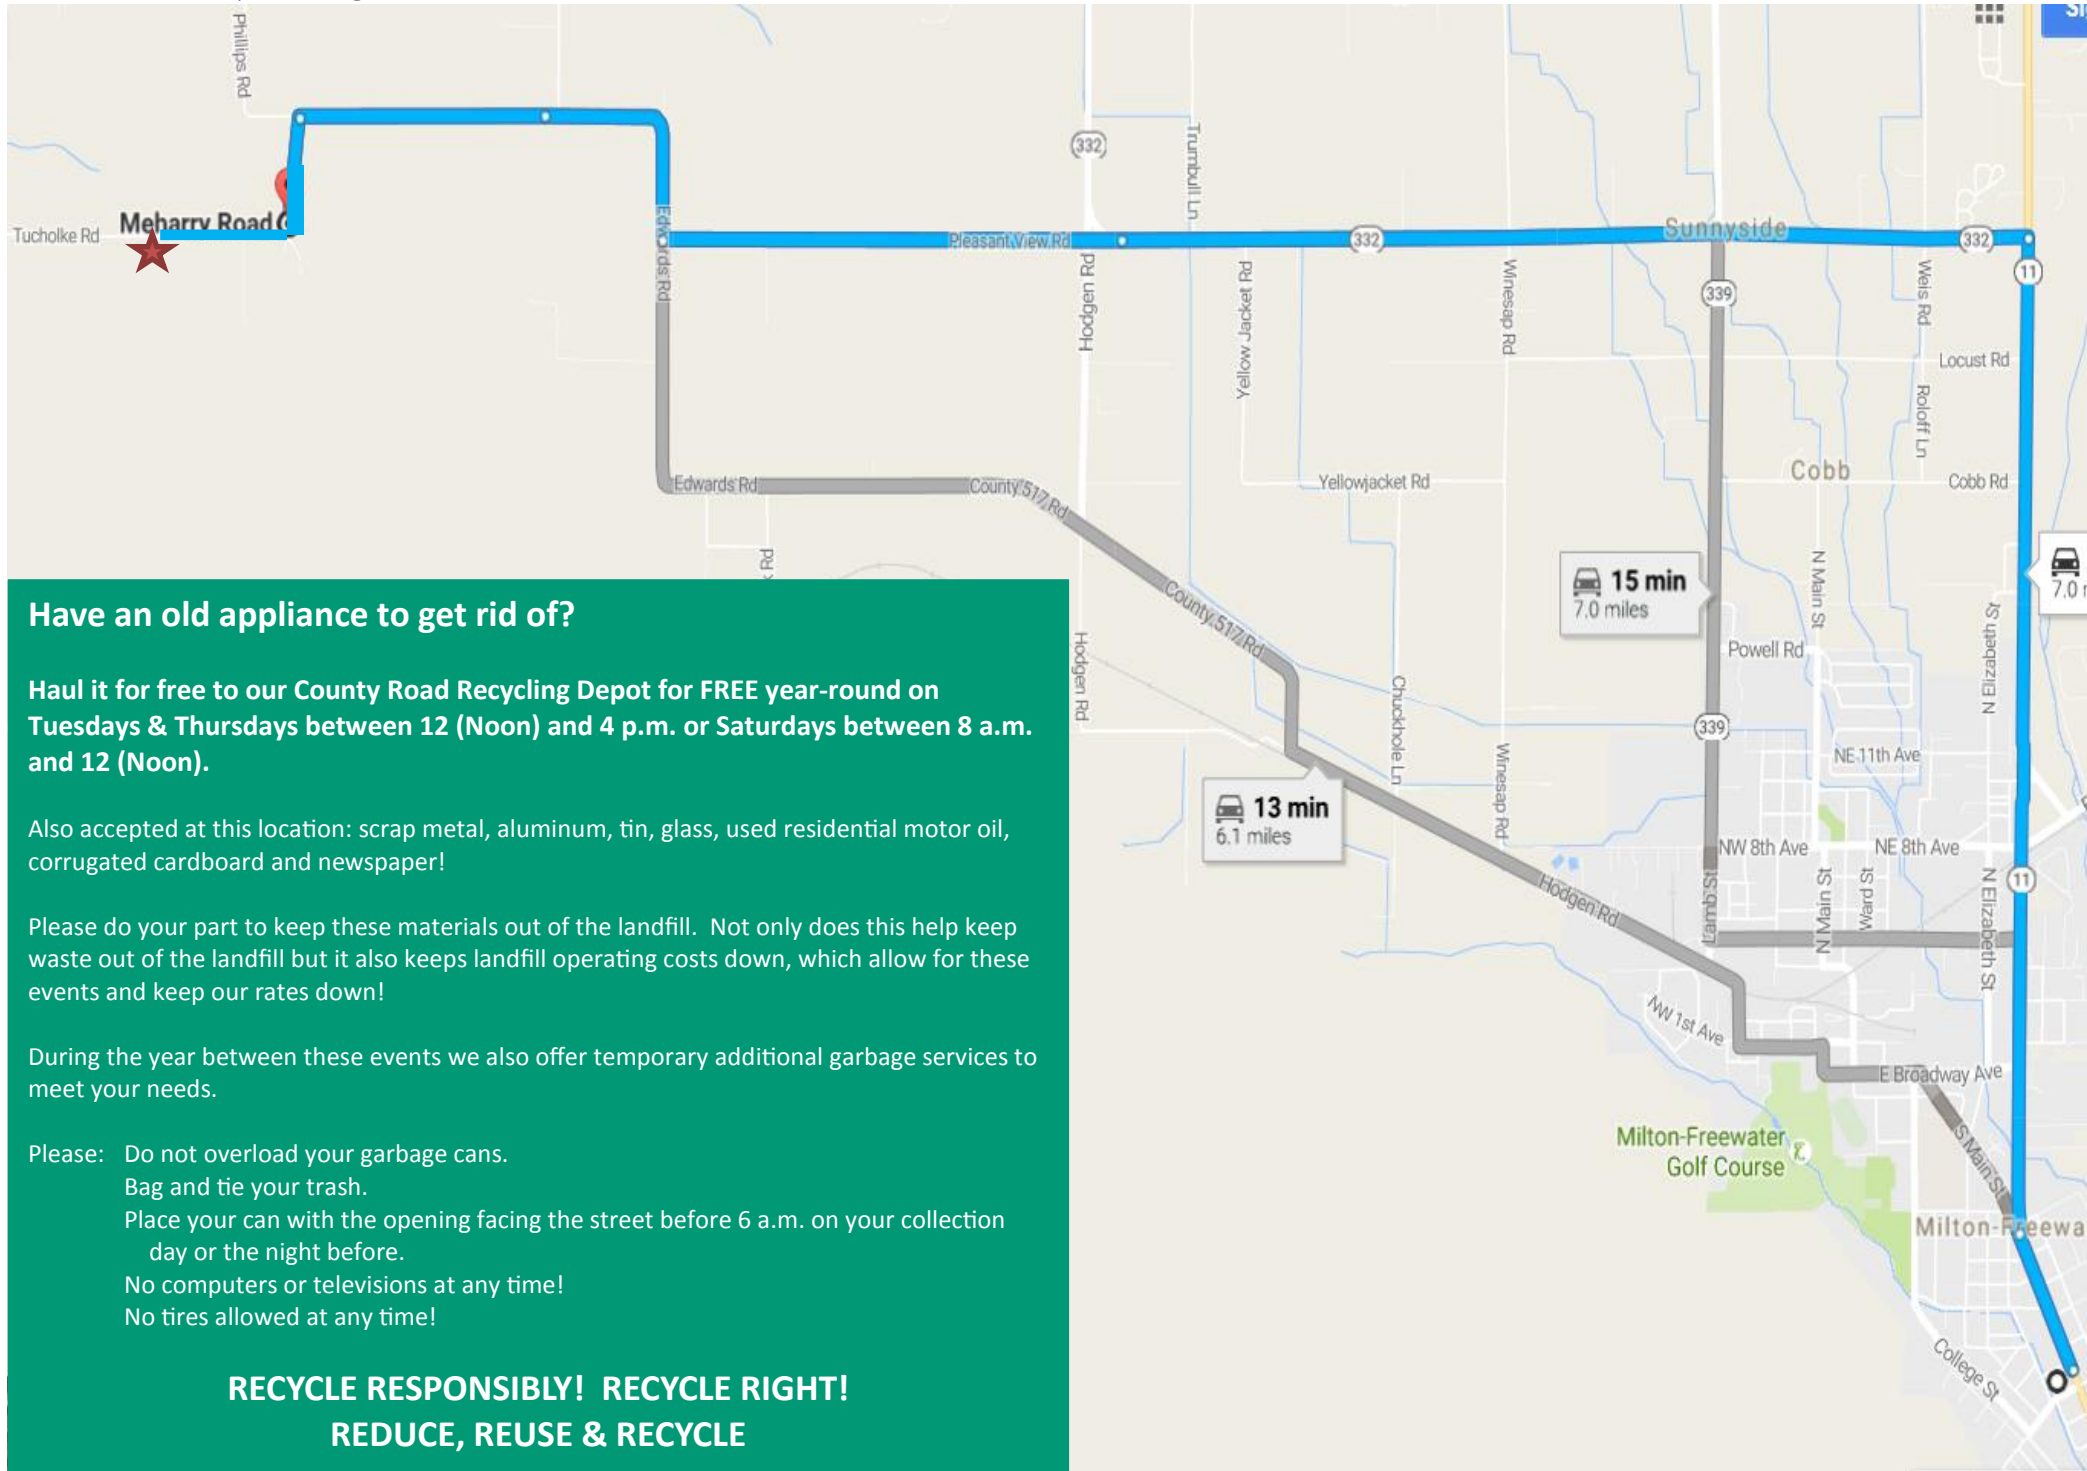 Phillips Rd
332
Trumbull Ln
Meharry Road
Tucholke Rd
Edwards Rd
Pleasant View Rd
332
Sunnyside
332
11
Hodgen Rd
Yellow Jacket Rd
Winesap Rd
339
Weis Rd
Locust Rd
Roloff Ln
Edwards Rd
County 517 Rd
Yellowjacket Rd
Cobb
Cobb Rd
Rd
County 517 Rd
15 min
7.0 miles
N Main St
7.0
N Elizabeth St
Powell Rd
Hodgen Rd
Chuckhole Ln
339
Winesap Rd
NE 11th Ave
13 min
6.1 miles
NW 8th Ave
NE 8th Ave
Hodgen Rd
Lamb St
N Main St
Ward St
N Elizabeth St
11
NW 1st Ave
E Broadway Ave
Milton-Freewater
Golf Course
S Main St
Milton-Freewa
College St
Have an old appliance to get rid of?
Haul it for free to our County Road Recycling Depot for FREE year-round on
Tuesdays & Thursdays between 12 (Noon) and 4 p.m. or Saturdays between 8 a.m.
and 12 (Noon).
Also accepted at this location: scrap metal, aluminum, tin, glass, used residential motor oil,
corrugated cardboard and newspaper!
Please do your part to keep these materials out of the landfill.  Not only does this help keep
waste out of the landfill but it also keeps landfill operating costs down, which allow for these
events and keep our rates down!
During the year between these events we also offer temporary additional garbage services to
meet your needs.
Please:   Do not overload your garbage cans.
Bag and tie your trash.
Place your can with the opening facing the street before 6 a.m. on your collection
day or the night before.
No computers or televisions at any time!
No tires allowed at any time!
RECYCLE RESPONSIBLY!  RECYCLE RIGHT!
REDUCE, REUSE & RECYCLE